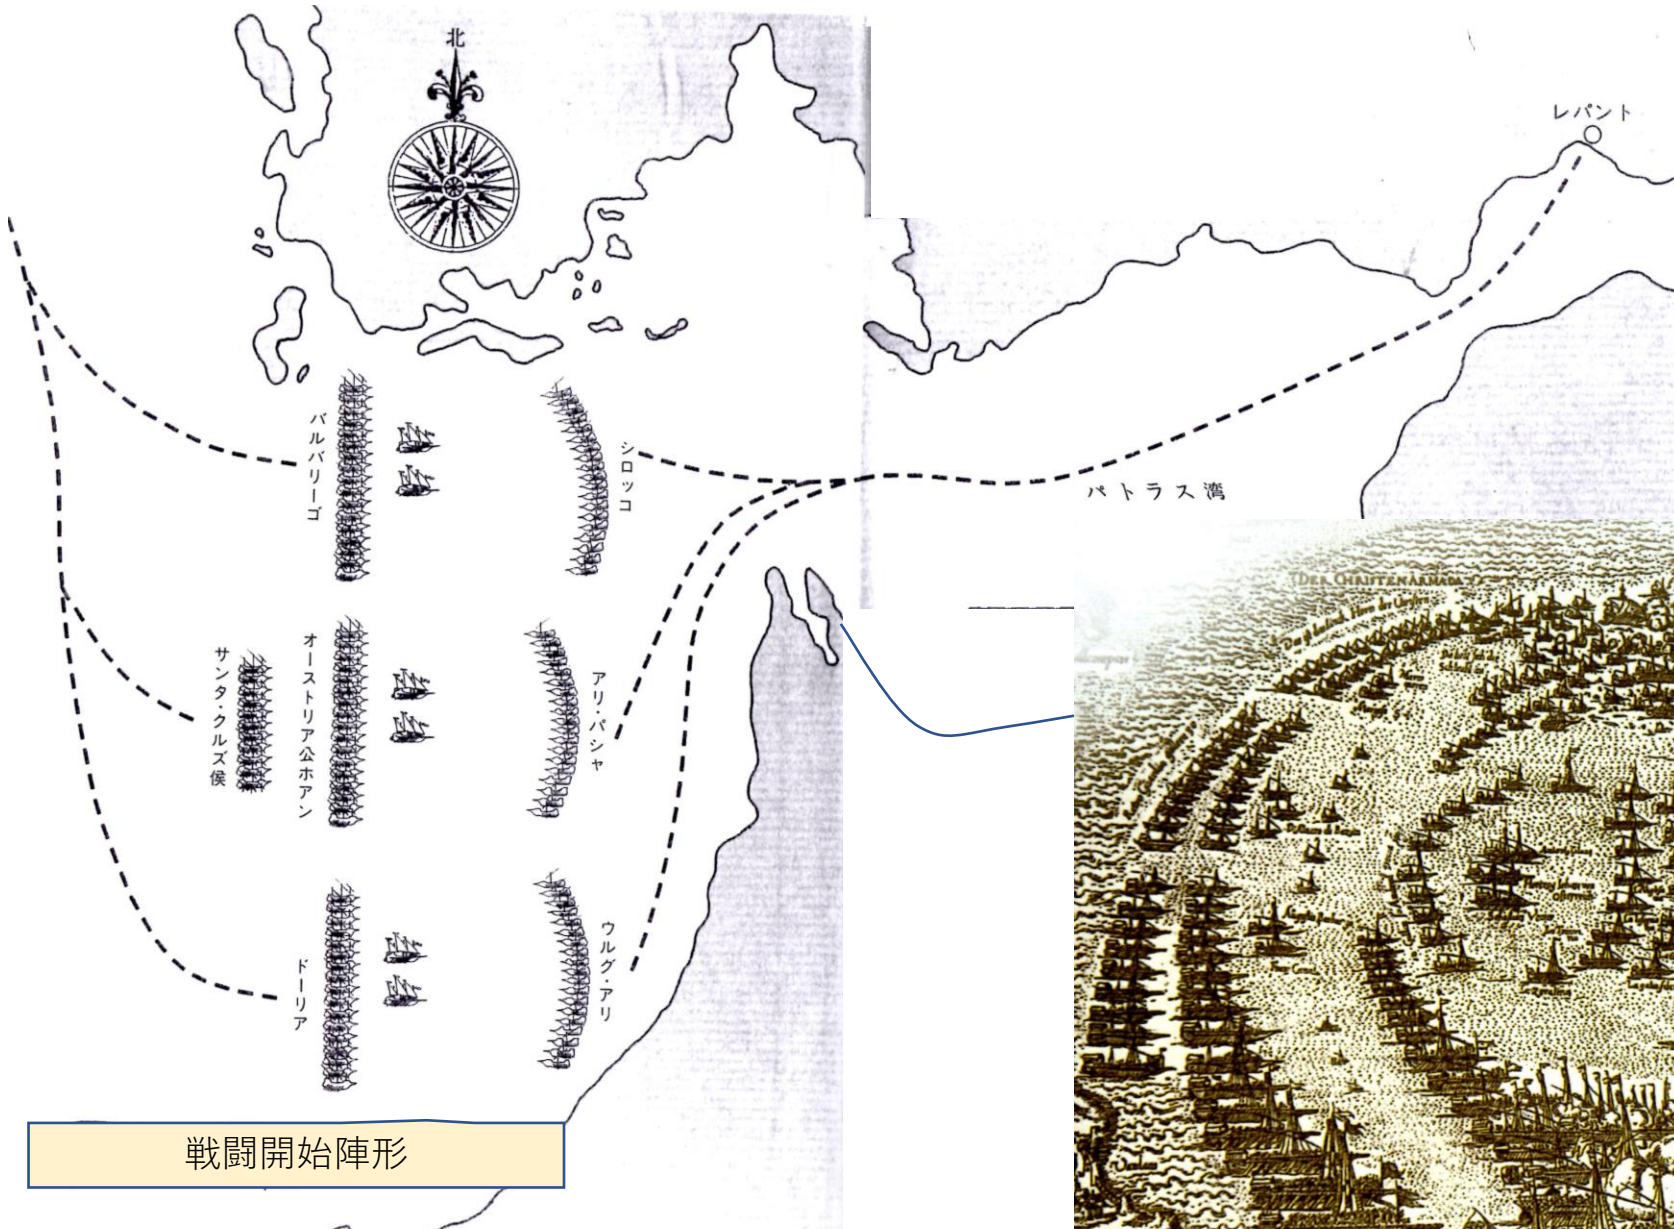 北
レパント
バルバリーゴ
シロッコ
パトラス湾
サンタ・クルズ侯
オーストリア公ホアン
アリ・パシャ
ドーリア
ウルグ・アリ
戦闘開始陣形
DER CHRISTEN ARMADA